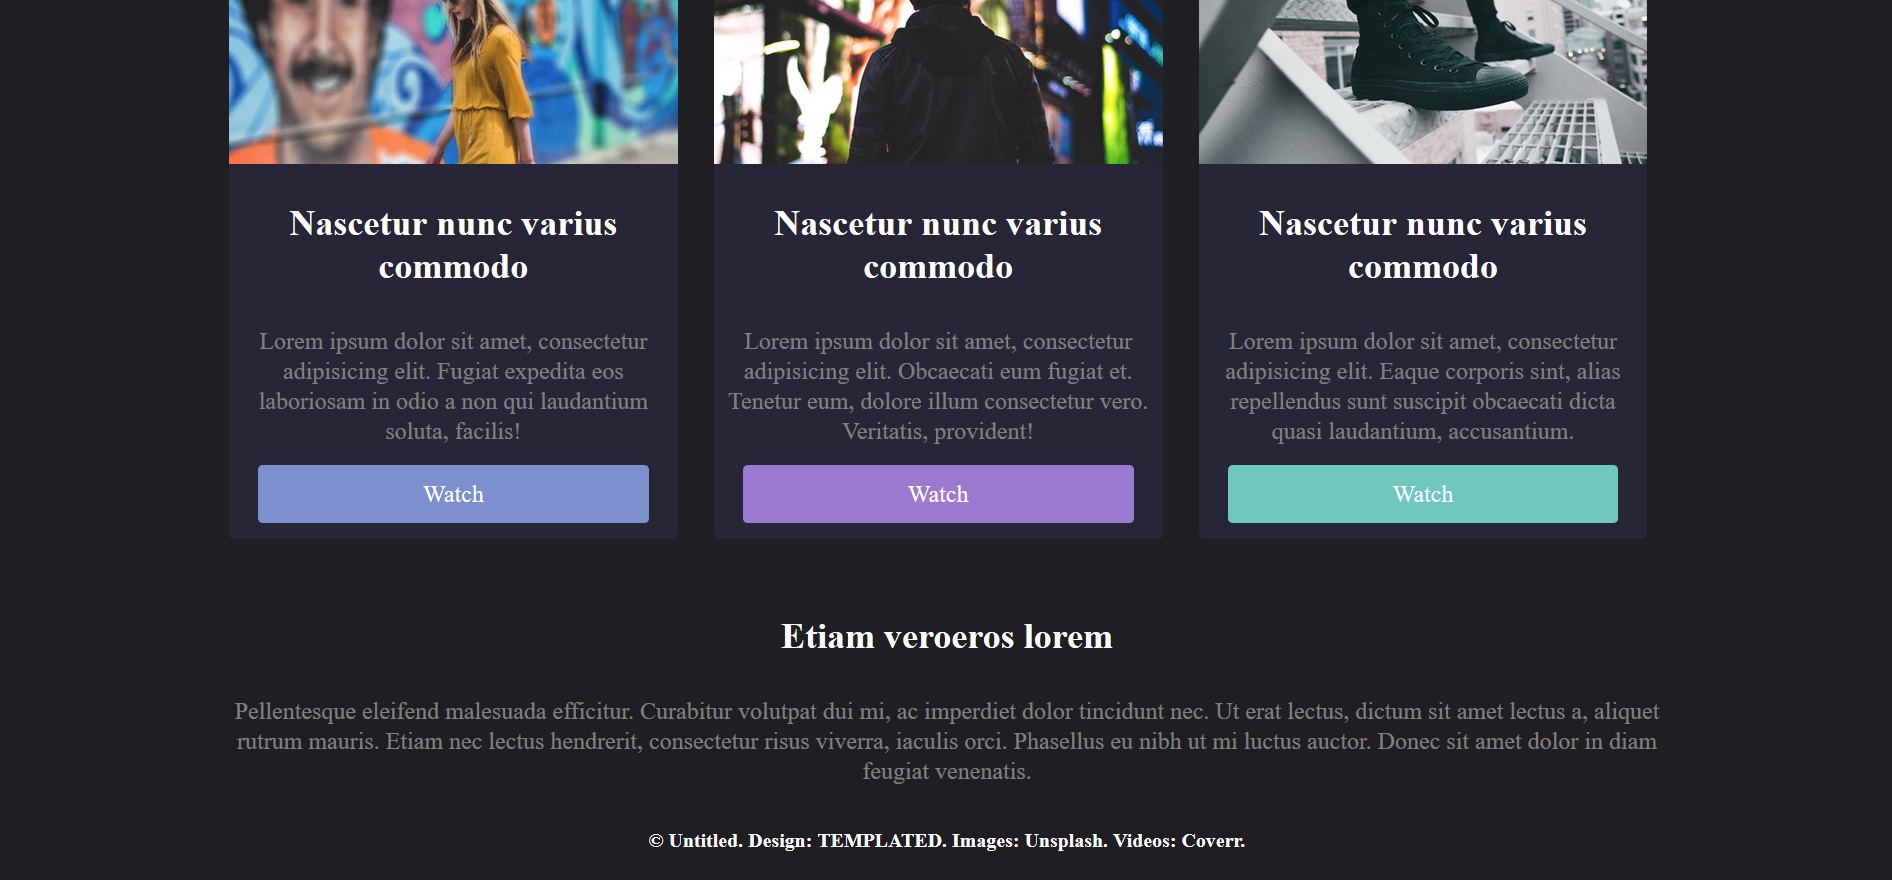 Nascetur nunc varius
commodo
Lorem ipsum dolor sit amet, consectetur
adipisicing elit. Fugiat expedita eos
laboriosam in odio a non qui laudantium
soluta, facilis!
Watch
Nascetur nunc varius
commodo
Lorem ipsum dolor sit amet, consectetur
adipisicing elit. Obcaecati eum fugiat et.
Tenetur eum, dolore illum consectetur vero.
Veritatis, provident!
Watch
Nascetur nunc varius
commodo
Lorem ipsum dolor sit amet, consectetur
adipisicing elit. Eaque corporis sint, alias
repellendus sunt suscipit obcaecati dicta
quasi laudantium, accusantium.
Watch
Etiam veroeros lorem
Pellentesque eleifend malesuada efficitur. Curabitur volutpat dui mi, ac imperdiet dolor tincidunt nec. Ut erat lectus, dictum sit amet lectus a, aliquet
rutrum mauris. Etiam nec lectus hendrerit, consectetur risus viverra, iaculis orci. Phasellus eu nibh ut mi luctus auctor. Donec sit amet dolor in diam
feugiat venenatis.
© Untitled. Design: TEMPLATED. Images: Unsplash. Videos: Coverr.